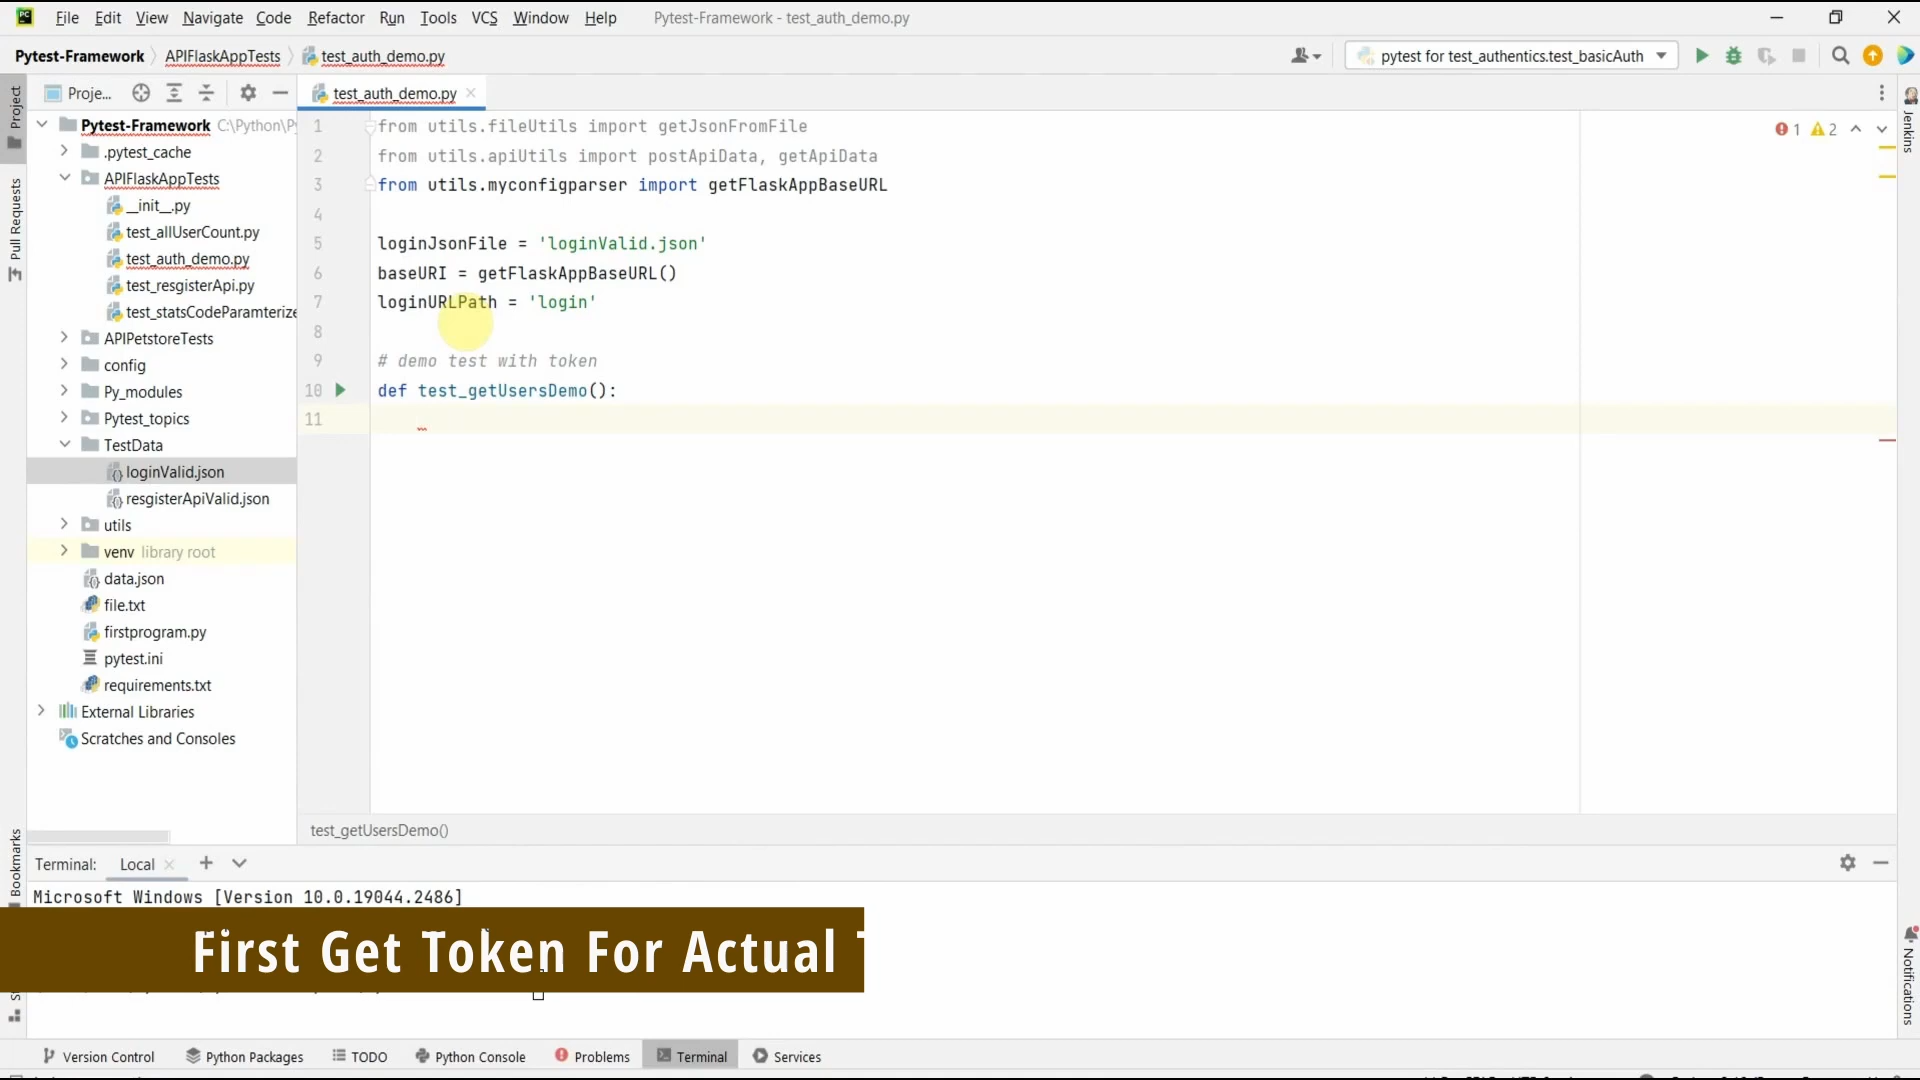 File Edit View Navigate Code Refactor Run Tools VCS Window Help Pytest-Framework - test_auth_demo.py
Pytest-Framework APIFlaskAppTests test_auth_demo.py pytest for test_authentics.test_basicAuth
Project
Pull Requests
Bookmarks
Proje...
Pytest-Framework C:\Python\Py
.pytest_cache
APIFlaskAppTests
__init__.py
test_allUserCount.py
test_auth_demo.py
test_resgisterApi.py
test_statsCodeParamterize
APIPetstoreTests
config
Py_modules
Pytest_topics
TestData
loginValid.json
resgisterApiValid.json
utils
venv library root
data.json
file.txt
firstprogram.py
pytest.ini
requirements.txt
External Libraries
Scratches and Consoles
test_auth_demo.py
1 2
1 from utils.fileUtils import getJsonFromFile
2 from utils.apiUtils import postApiData, getApiData
3 from utils.myconfigparser import getFlaskAppBaseURL
4
5 loginJsonFile = 'loginValid.json'
6 baseURI = getFlaskAppBaseURL()
7 loginURLPath = 'login'
8
9 # demo test with token
10 def test_getUsersDemo():
11
test_getUsersDemo()
Jenkins
Notifications
Terminal: Local
Microsoft Windows [Version 10.0.19044.2486]
First Get Token For Actual
Version Control Python Packages TODO Python Console Problems Terminal Services